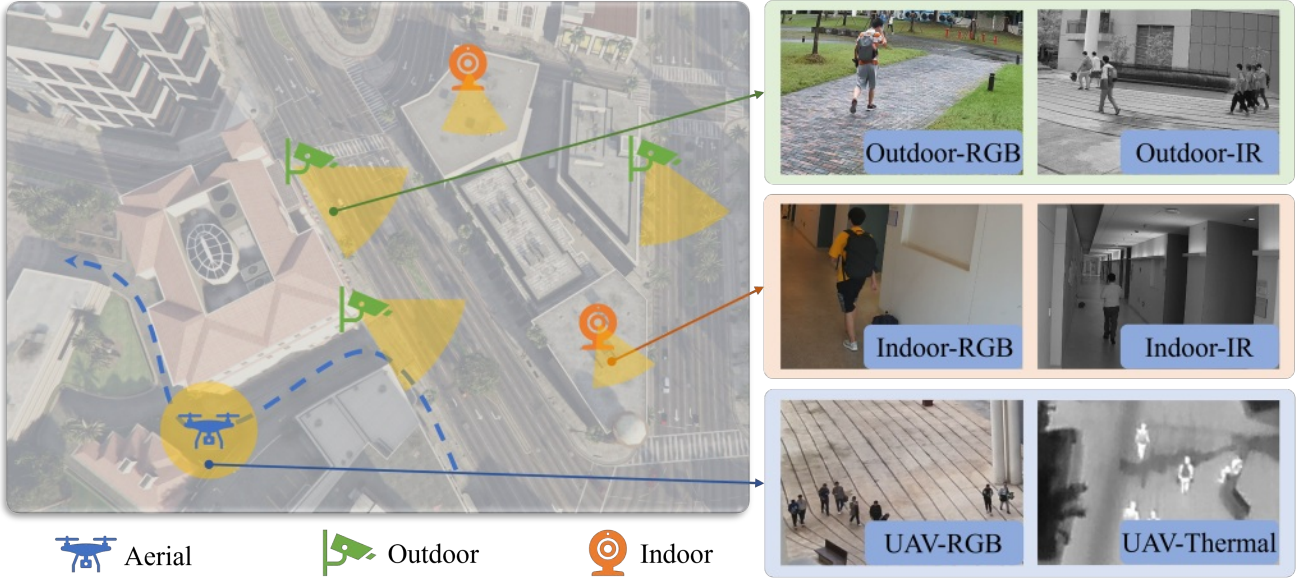 Outdoor-RGB
Outdoor-IR
Indoor-RGB
Indoor-IR
UAV-RGB
UAV-Thermal
Aerial
Outdoor
Indoor